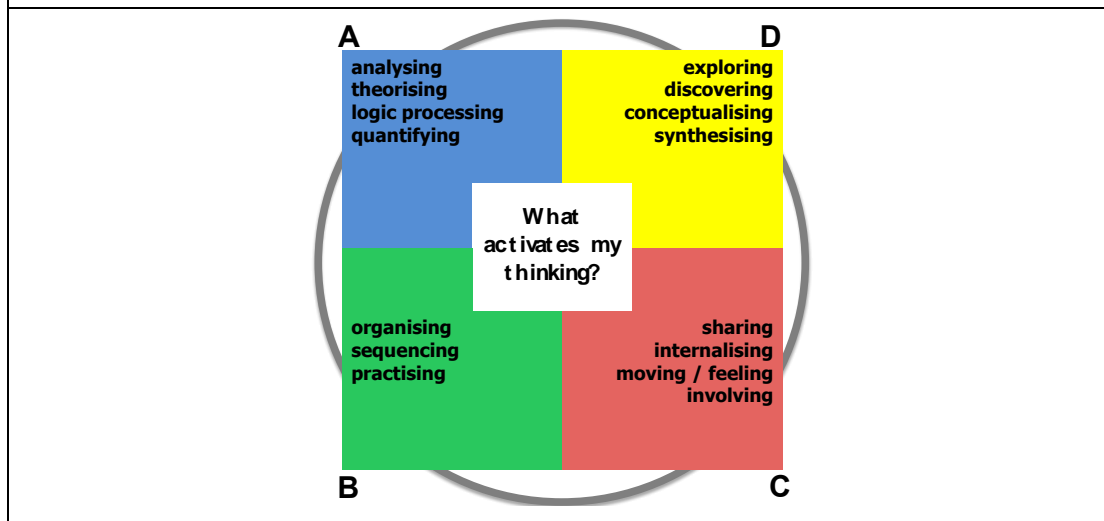 A
analysing
theorising
logic processing
quantifying
D
exploring
discovering
conceptualising
synthesising
What
activates my
thinking?
organising
sequencing
practising
B
sharing
internalising
moving / feeling
involving
C